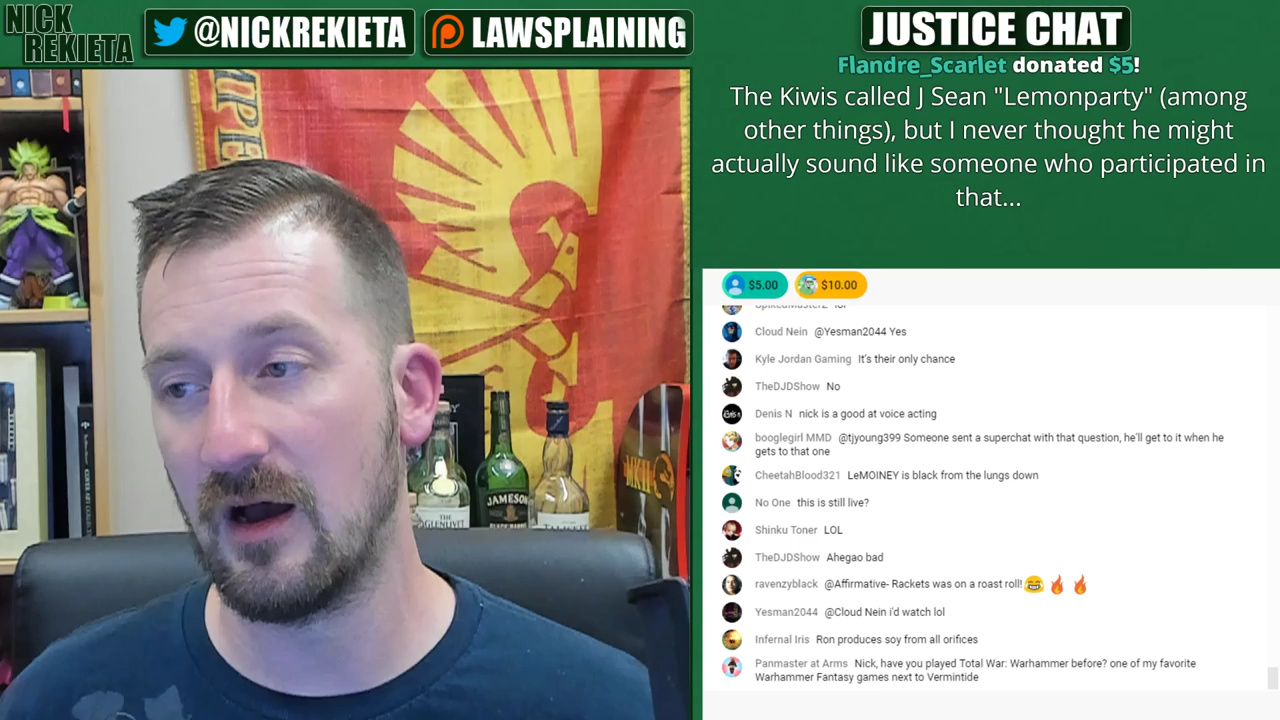 NICK
REKIETA
@NICKREKIETA
LAWSPLAINING
JUSTICE CHAT
Flandre_Scarlet donated $5!
The Kiwis called J Sean "Lemonparty" (among
other things), but I never thought he might
actually sound like someone who participated in
that...
$5.00
$10.00
Cloud Nein @Yesman2044 Yes
Kyle Jordan Gaming It's their only chance
TheDJDShow No
Denis N nick is a good at voice acting
booglegirl MMD @tjyoung399 Someone sent a superchat with that question, he'll get to it when he
gets to that one
CheetahBlood321 LeMOINEY is black from the lungs down
No One this is still live?
Shinku Toner LOL
TheDJDShow Ahegao bad
ravenzyblack @Affirmative- Rackets was on a roast roll!😂🔥🔥
Yesman2044 @Cloud Nein i'd watch lol
Infernal Iris Ron produces soy from all orifices
Panmaster at Arms Nick, have you played Total War: Warhammer before? one of my favorite
Warhammer Fantasy games next to Vermintide
JAMESON
MKII